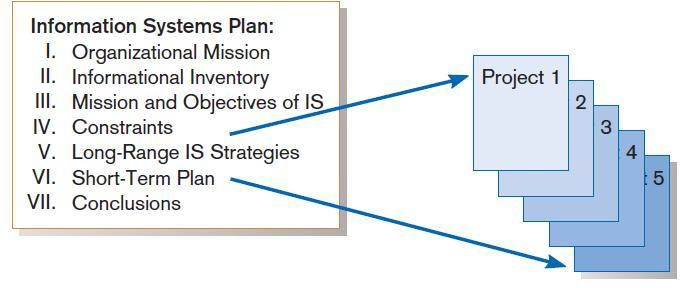 Information Systems Plan:
I. Organizational Mission
II. Informational Inventory
III. Mission and Objectives of IS
IV. Constraints
V. Long-Range IS Strategies
VI. Short-Term Plan
VII. Conclusions
Project 1
2
3
4
5